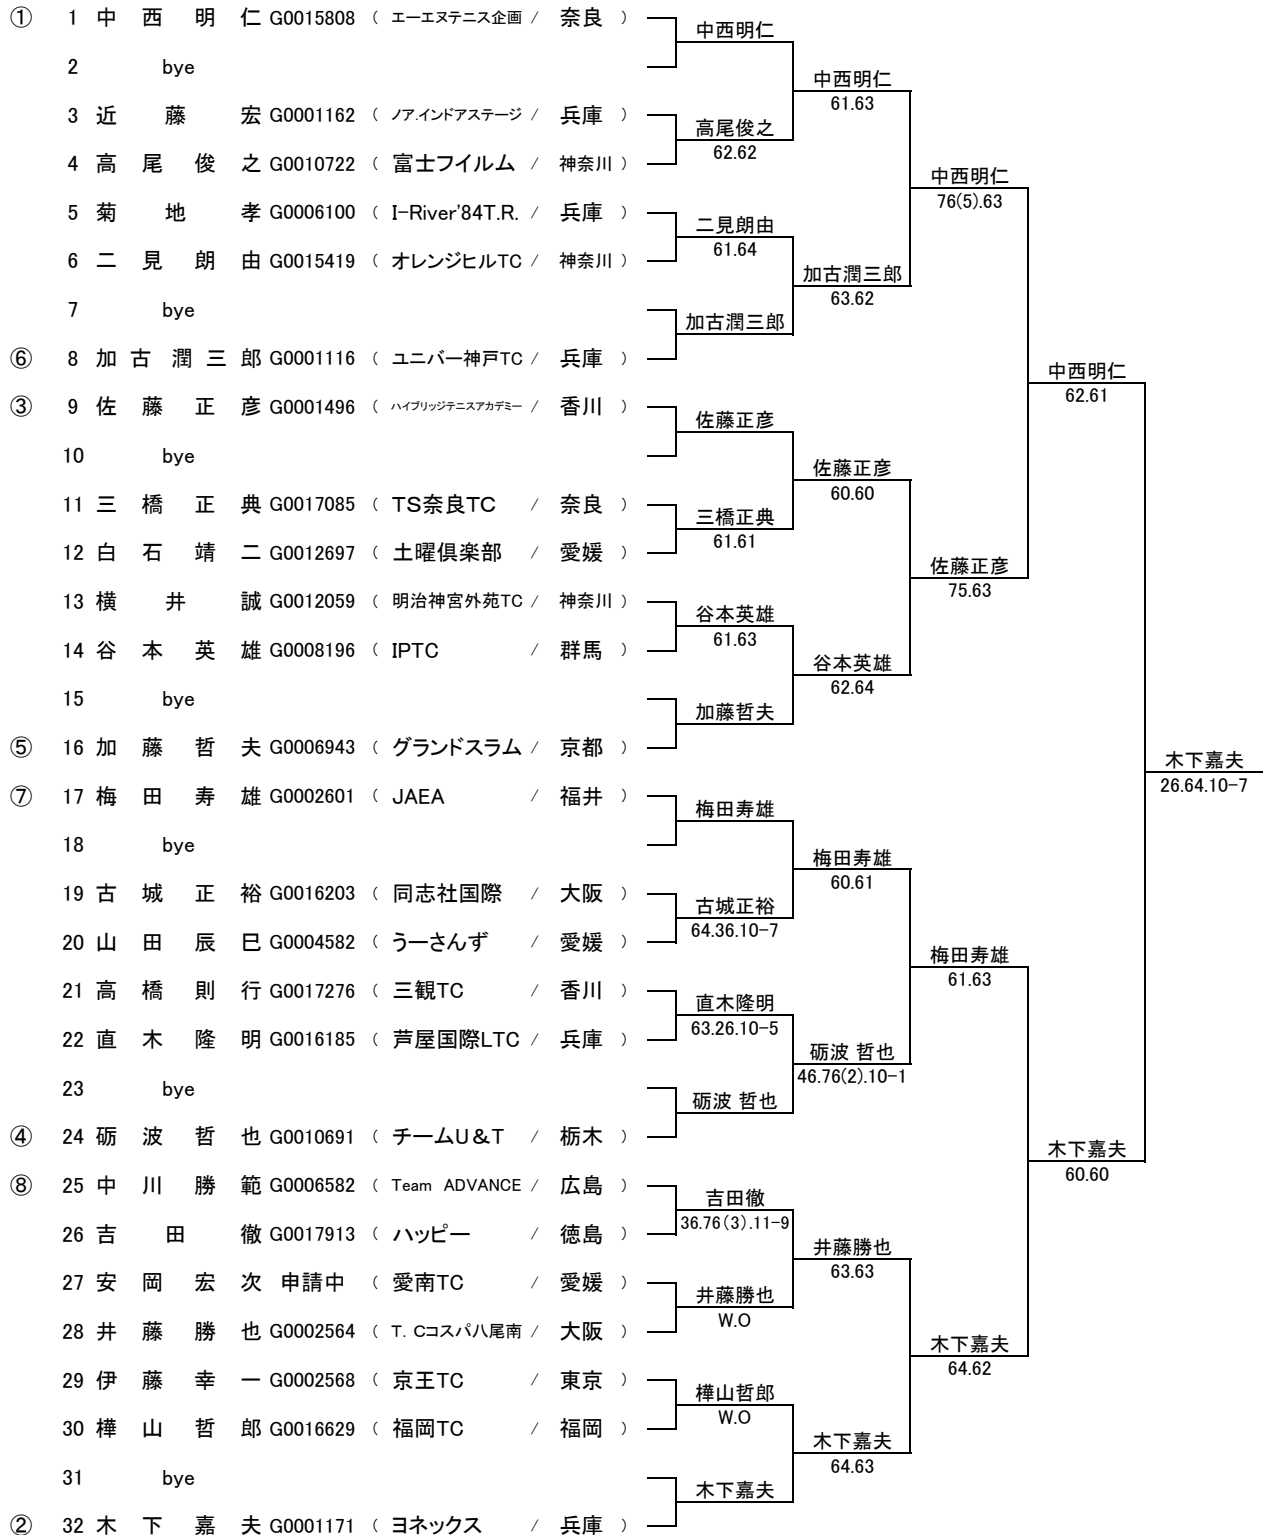 ① 1 中 西 明 仁 G0015808 ( エーエヌテニス企画 / 奈良 )
2 bye
3 近 藤 宏 G0001162 ( ノア.インドアステージ / 兵庫 )
4 高 尾 俊 之 G0010722 ( 富士フイルム / 神奈川 )
5 菊 地 孝 G0006100 ( I-River'84T.R. / 兵庫 )
6 二 見 朗 由 G0015419 ( オレンジヒルTC / 神奈川 )
7 bye
⑥ 8 加 古 潤 三 郎 G0001116 ( ユニバー神戸TC / 兵庫 )
③ 9 佐 藤 正 彦 G0001496 ( ハイブリッジテニスアカデミー / 香川 )
10 bye
11 三 橋 正 典 G0017085 ( TS奈良TC / 奈良 )
12 白 石 靖 二 G0012697 ( 土曜倶楽部 / 愛媛 )
13 横 井 誠 G0012059 ( 明治神宮外苑TC / 神奈川 )
14 谷 本 英 雄 G0008196 ( IPTC / 群馬 )
15 bye
⑤ 16 加 藤 哲 夫 G0006943 ( グランドスラム / 京都 )
⑦ 17 梅 田 寿 雄 G0002601 ( JAEA / 福井 )
18 bye
19 古 城 正 裕 G0016203 ( 同志社国際 / 大阪 )
20 山 田 辰 巳 G0004582 ( うーさんず / 愛媛 )
21 高 橋 則 行 G0017276 ( 三観TC / 香川 )
22 直 木 隆 明 G0016185 ( 芦屋国際LTC / 兵庫 )
23 bye
④ 24 砺 波 哲 也 G0010691 ( チームU&T / 栃木 )
⑧ 25 中 川 勝 範 G0006582 ( Team ADVANCE / 広島 )
26 吉 田 徹 G0017913 ( ハッピー / 徳島 )
27 安 岡 宏 次 申請中 ( 愛南TC / 愛媛 )
28 井 藤 勝 也 G0002564 ( T. Cコスパ八尾南 / 大阪 )
29 伊 藤 幸 一 G0002568 ( 京王TC / 東京 )
30 樺 山 哲 郎 G0016629 ( 福岡TC / 福岡 )
31 bye
② 32 木 下 嘉 夫 G0001171 ( ヨネックス / 兵庫 )
中西明仁
高尾俊之
62.62
二見朗由
61.64
加古潤三郎
佐藤正彦
三橋正典
61.61
谷本英雄
61.63
加藤哲夫
梅田寿雄
古城正裕
64.36.10-7
直木隆明
63.26.10-5
砺波 哲也
吉田徹
36.76(3).11-9
井藤勝也
W.O
樺山哲郎
W.O
木下嘉夫
中西明仁
61.63
加古潤三郎
63.62
佐藤正彦
60.60
谷本英雄
62.64
梅田寿雄
60.61
砺波 哲也
46.76(2).10-1
井藤勝也
63.63
木下嘉夫
64.63
中西明仁
76(5).63
佐藤正彦
75.63
梅田寿雄
61.63
木下嘉夫
64.62
中西明仁
62.61
木下嘉夫
60.60
木下嘉夫
26.64.10-7